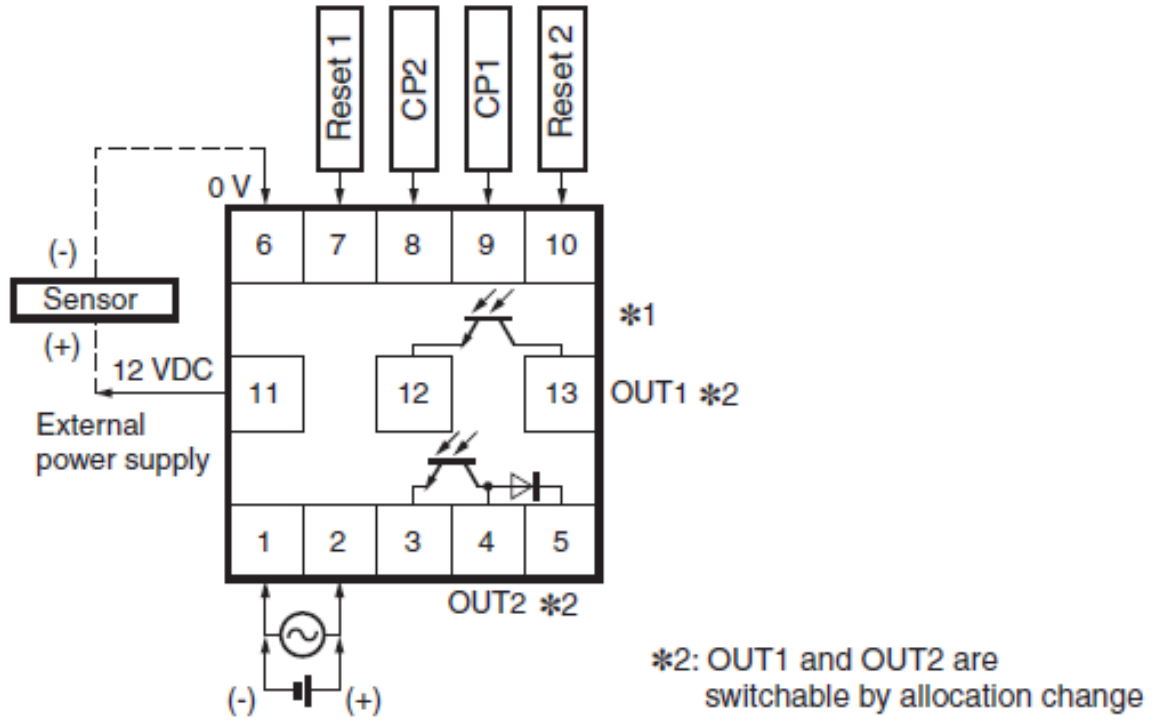 Reset 1
CP2
CP1
Reset 2
0 V
6
7
8
9
10
(-)
Sensor
(+)
✻1
12 VDC
11
12
13
OUT1 ✻2
External
power supply
1
2
3
4
5
OUT2 ✻2
(-)
(+)
✻2: OUT1 and OUT2 are
switchable by allocation change